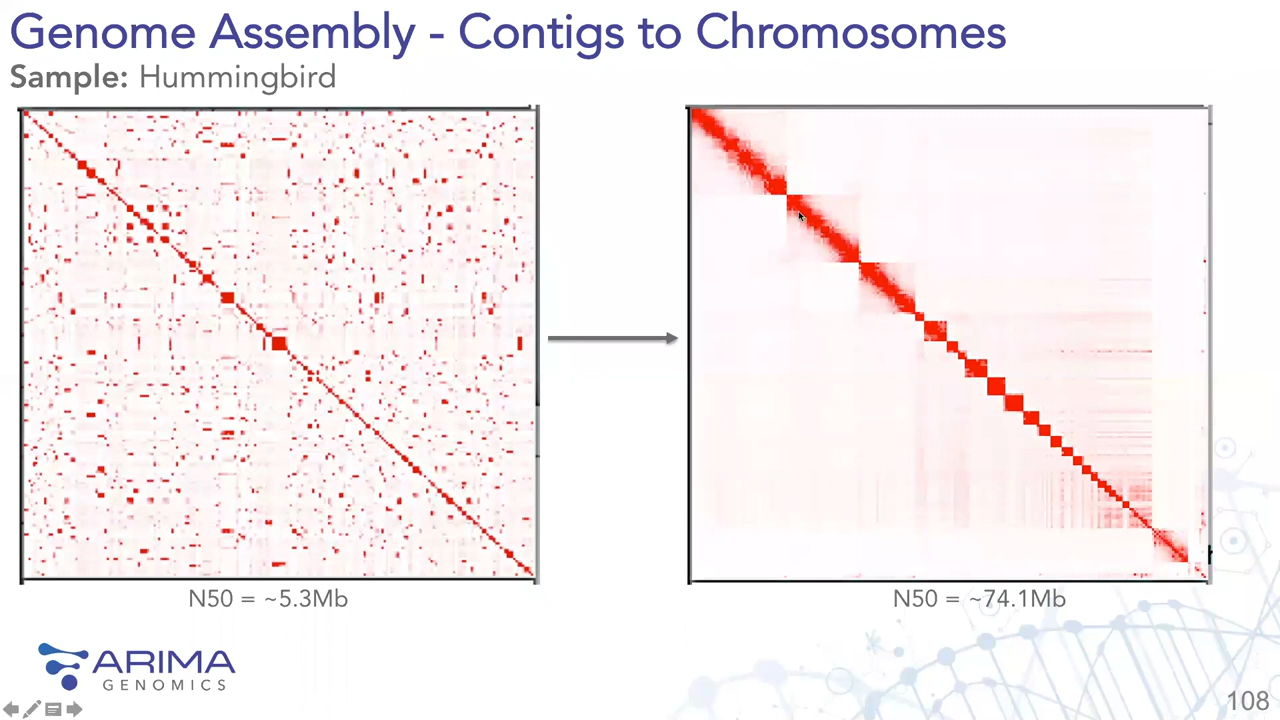 Genome Assembly - Contigs to Chromosomes
Sample: Hummingbird
N50 = ~5.3Mb
N50 = ~74.1Mb
ARIMA
GENOMICS
108